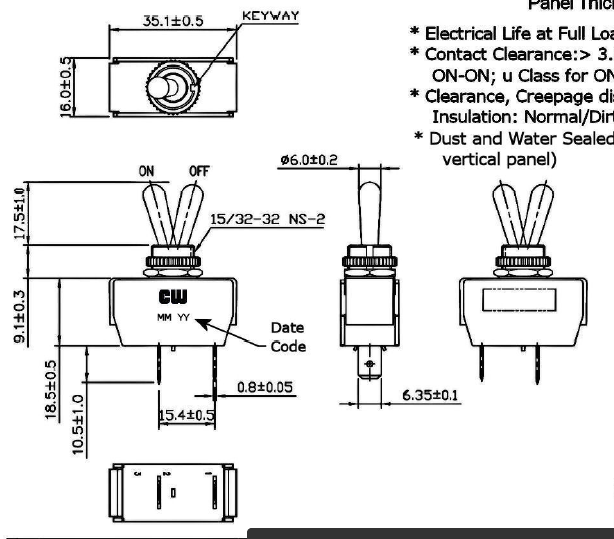 Panel Thick
35.1±0.5
KEYWAY
16.0±0.5
* Electrical Life at Full Loa
* Contact Clearance:> 3.
ON-ON; u Class for ON
* Clearance, Creepage dis
Insulation: Normal/Dirt
* Dust and Water Sealed
vertical panel)
ON OFF
ø6.0±0.2
17.5±1.0
15/32-32 NS-2
9.1±0.3
CW
MM YY
Date
Code
18.5±0.5
10.5±1.0
0.8±0.05
15.4±0.5
6.35±0.1
3 2 1